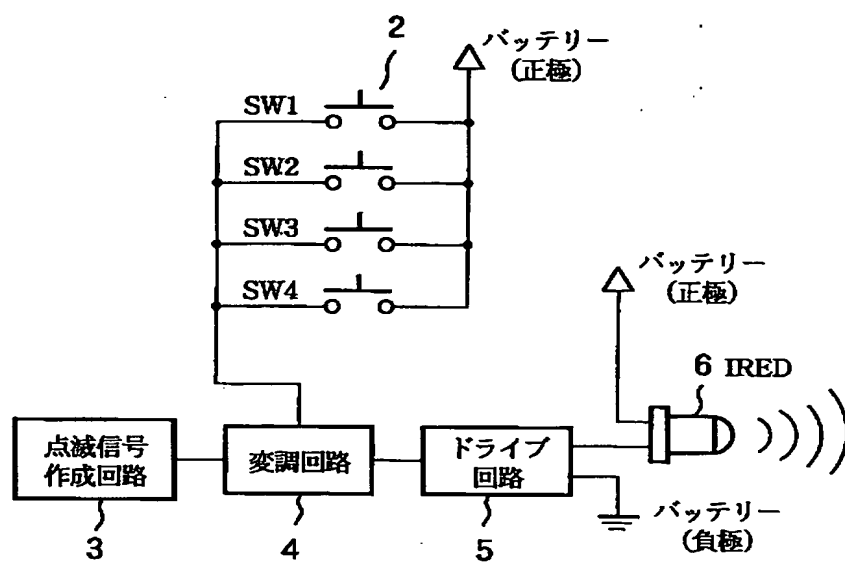 2
バッテリー
(正極)
SW1
SW2
SW3
SW4
バッテリー
(正極)
6 IRED
点滅信号
作成回路
変調回路
ドライブ
回路
3
4
5
バッテリー
(負極)